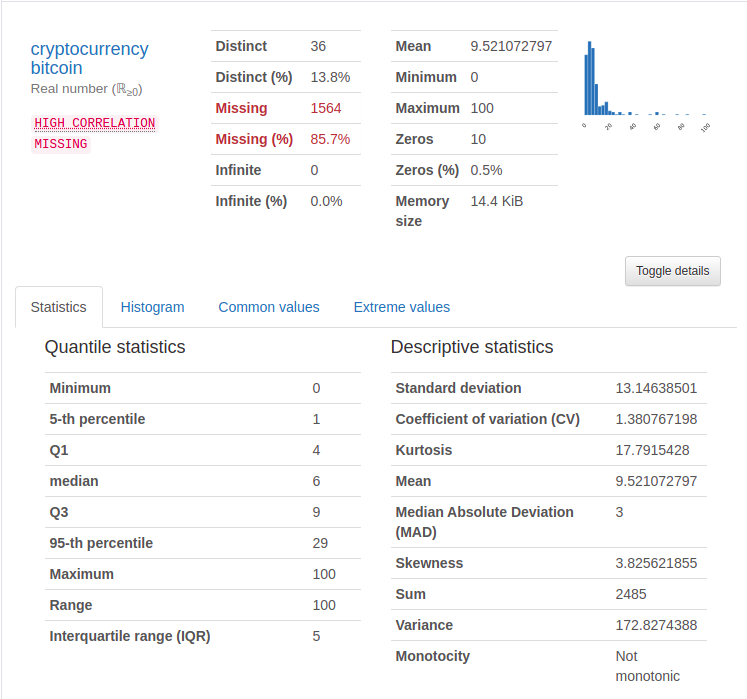 cryptocurrency
bitcoin
Real number (ℝ≥0)
HIGH CORRELATION
MISSING
Distinct 36
Distinct (%) 13.8%
Missing 1564
Missing (%) 85.7%
Infinite 0
Infinite (%) 0.0%
Mean 9.521072797
Minimum 0
Maximum 100
Zeros 10
Zeros (%) 0.5%
Memory
size 14.4 KiB
0 20 40 60 80 100
Toggle details
Statistics Histogram Common values Extreme values
Quantile statistics
Minimum 0
5-th percentile 1
Q1 4
median 6
Q3 9
95-th percentile 29
Maximum 100
Range 100
Interquartile range (IQR) 5
Descriptive statistics
Standard deviation 13.14638501
Coefficient of variation (CV) 1.380767198
Kurtosis 17.7915428
Mean 9.521072797
Median Absolute Deviation
(MAD) 3
Skewness 3.825621855
Sum 2485
Variance 172.8274388
Monotocity Not
monotonic